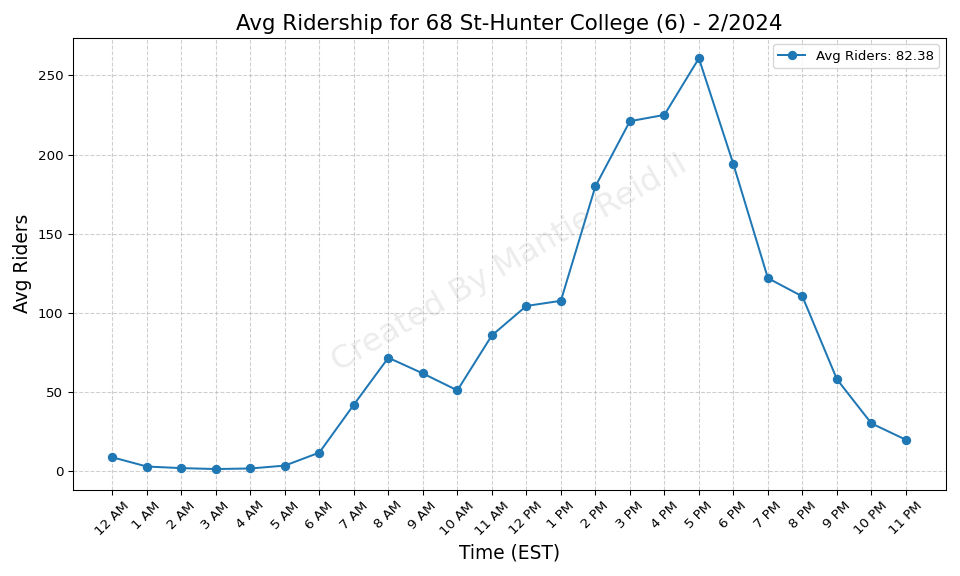 Avg Ridership for 68 St-Hunter College (6) - 2/2024
Avg Riders: 82.38
250
200
150
100
50
0
Avg Riders
Created By Mantie Reid II
12 AM
1 AM
2 AM
3 AM
4 AM
5 AM
6 AM
7 AM
8 AM
9 AM
10 AM
11 AM
12 PM
1 PM
2 PM
3 PM
4 PM
5 PM
6 PM
7 PM
8 PM
9 PM
10 PM
11 PM
Time (EST)